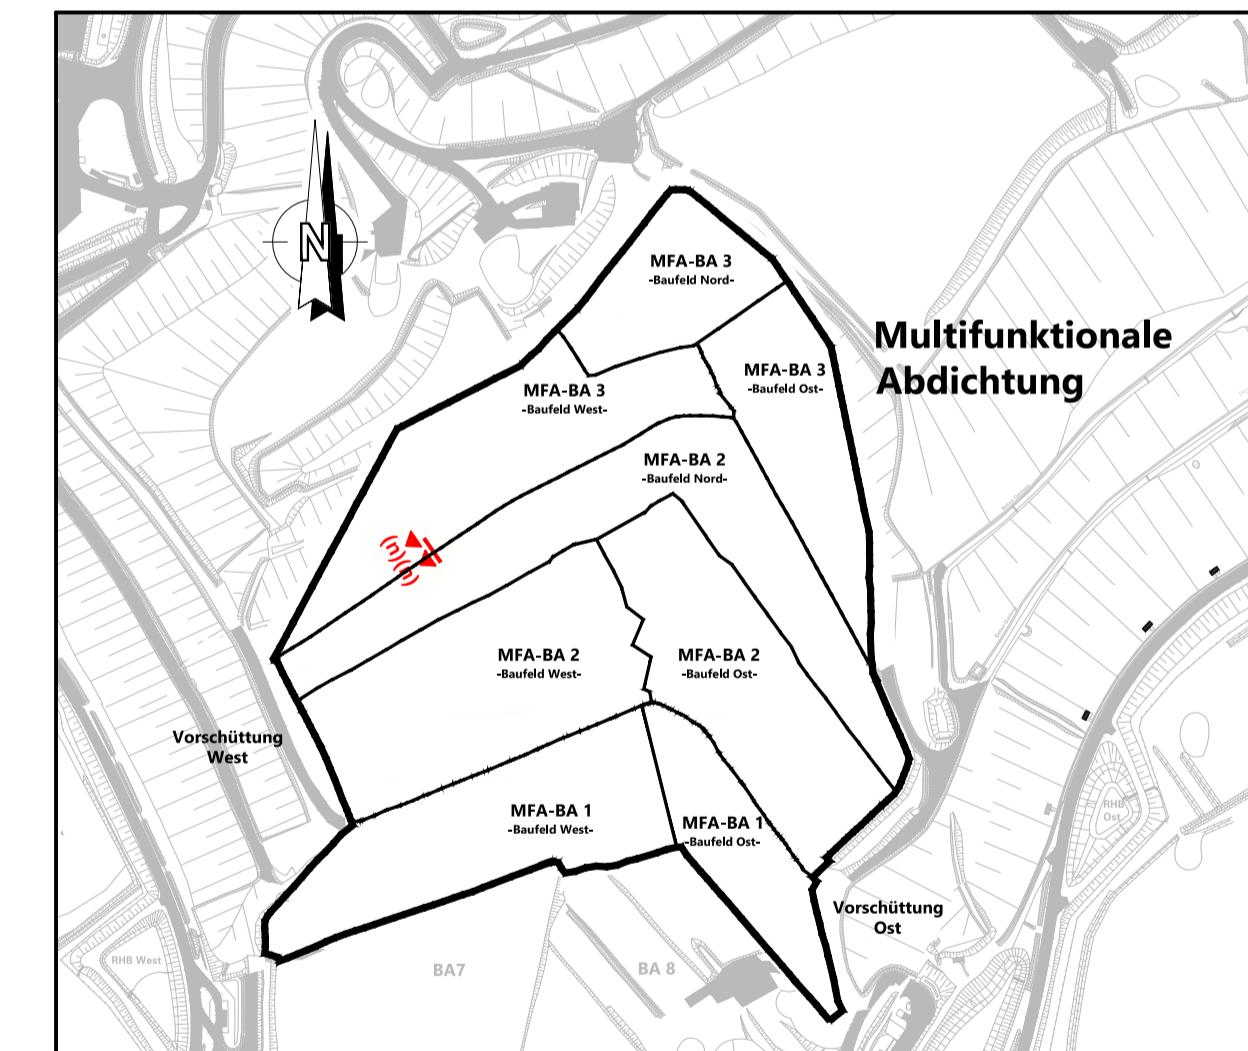 N
MFA-BA 3
-Baufeld Nord-
Multifunktionale
Abdichtung
MFA-BA 3
-Baufeld Ost-
MFA-BA 3
-Baufeld West-
MFA-BA 2
-Baufeld Nord-
(n)(n)
MFA-BA 2
-Baufeld West-
MFA-BA 2
-Baufeld Ost-
Vorschüttung
West
MFA-BA 1
-Baufeld West-
MFA-BA 1
-Baufeld Ost-
RHB
Ost
Vorschüttung
Ost
RHB West
BA7
BA 8